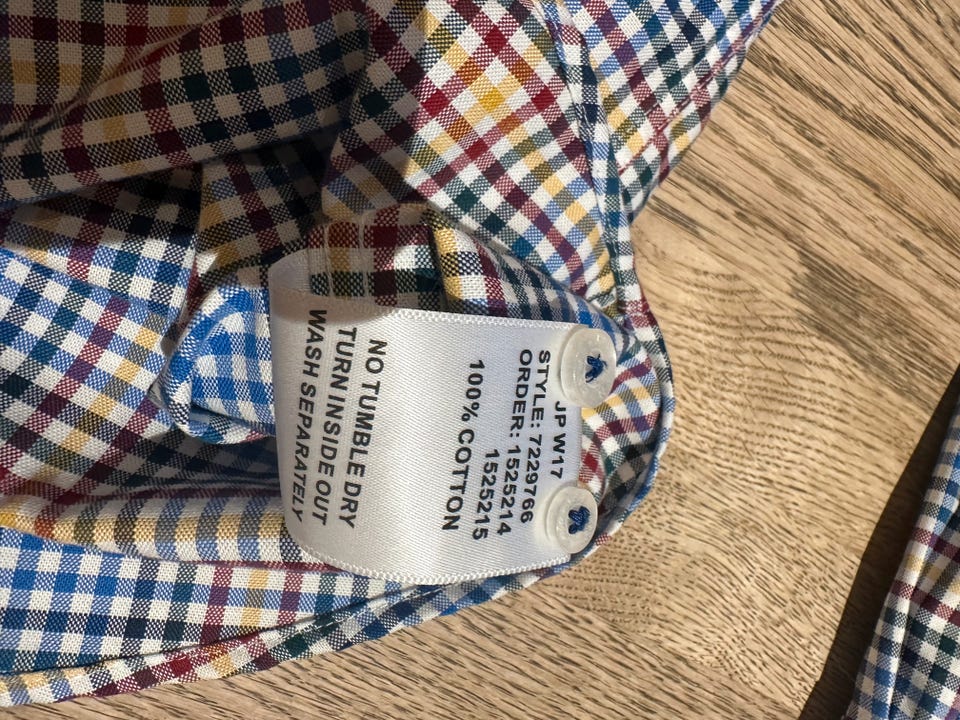 JP W17
STYLE: 7229766
ORDER: 1525214
1525215
100% COTTON
NO TUMBLE DRY
TURN INSIDE OUT
WASH SEPARATELY